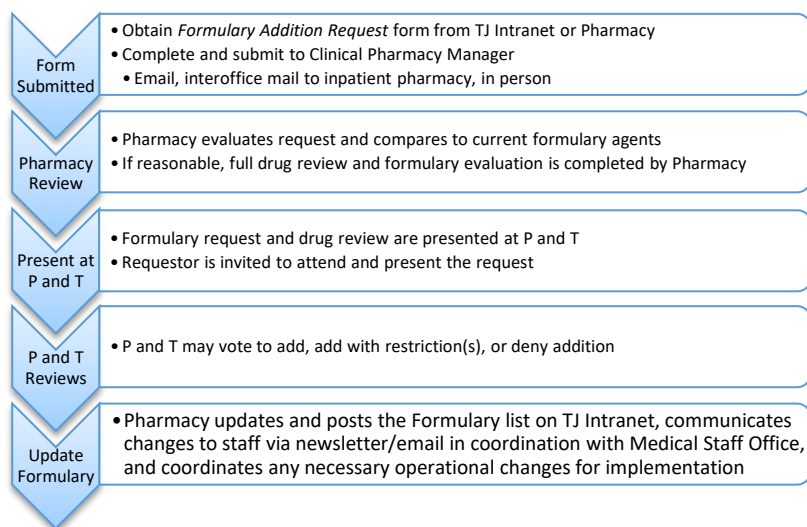 Form
Submitted
• Obtain Formulary Addition Request form from TJ Intranet or Pharmacy
• Complete and submit to Clinical Pharmacy Manager
• Email, interoffice mail to inpatient pharmacy, in person
Pharmacy
Review
• Pharmacy evaluates request and compares to current formulary agents
• If reasonable, full drug review and formulary evaluation is completed by Pharmacy
Present at
P and T
• Formulary request and drug review are presented at P and T
• Requestor is invited to attend and present the request
P and T
Reviews
• P and T may vote to add, add with restriction(s), or deny addition
Update
Formulary
• Pharmacy updates and posts the Formulary list on TJ Intranet, communicates
changes to staff via newsletter/email in coordination with Medical Staff Office,
and coordinates any necessary operational changes for implementation